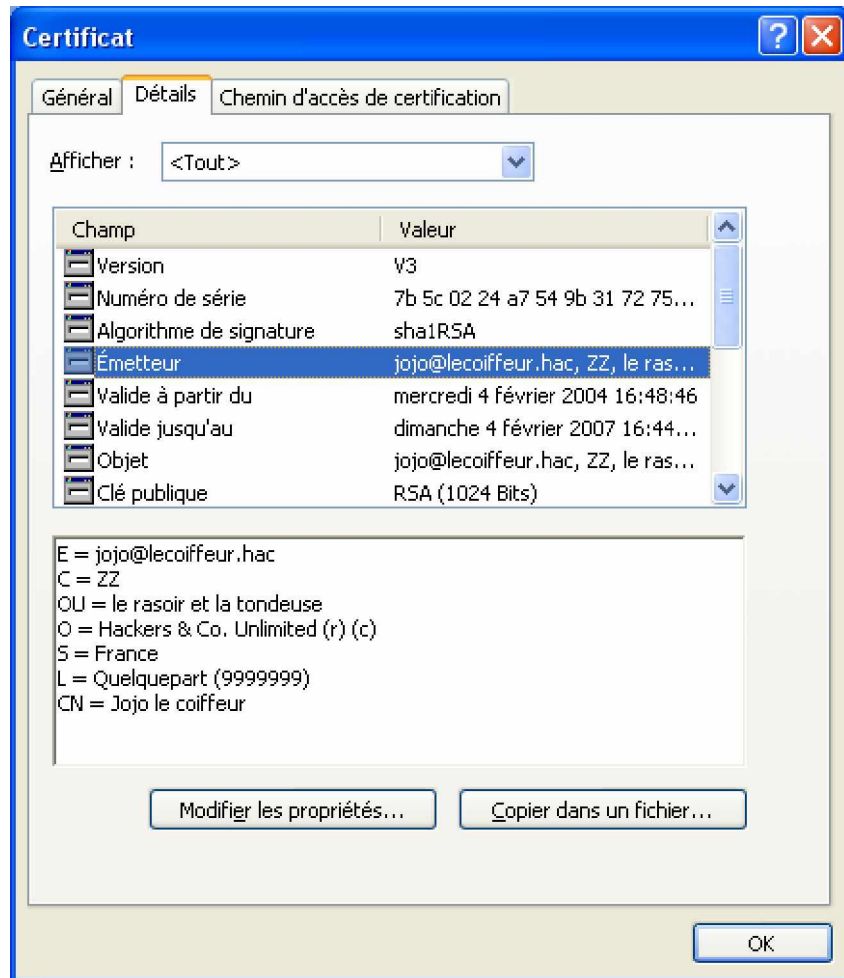 Certificat
Général Détails Chemin d'accès de certification
Afficher : <Tout>
Champ Valeur
Version V3
Numéro de série 7b 5c 02 24 a7 54 9b 31 72 75...
Algorithme de signature sha1RSA
Émetteur jojo@lecoiffeur.hac, ZZ, le ras...
Valide à partir du mercredi 4 février 2004 16:48:46
Valide jusqu'au dimanche 4 février 2007 16:44...
Objet jojo@lecoiffeur.hac, ZZ, le ras...
Clé publique RSA (1024 Bits)
E = jojo@lecoiffeur.hac
C = ZZ
OU = le rasoir et la tondeuse
O = Hackers & Co. Unlimited (r) (c)
S = France
L = Quelquepart (9999999)
CN = Jojo le coiffeur
Modifier les propriétés... Copier dans un fichier...
OK